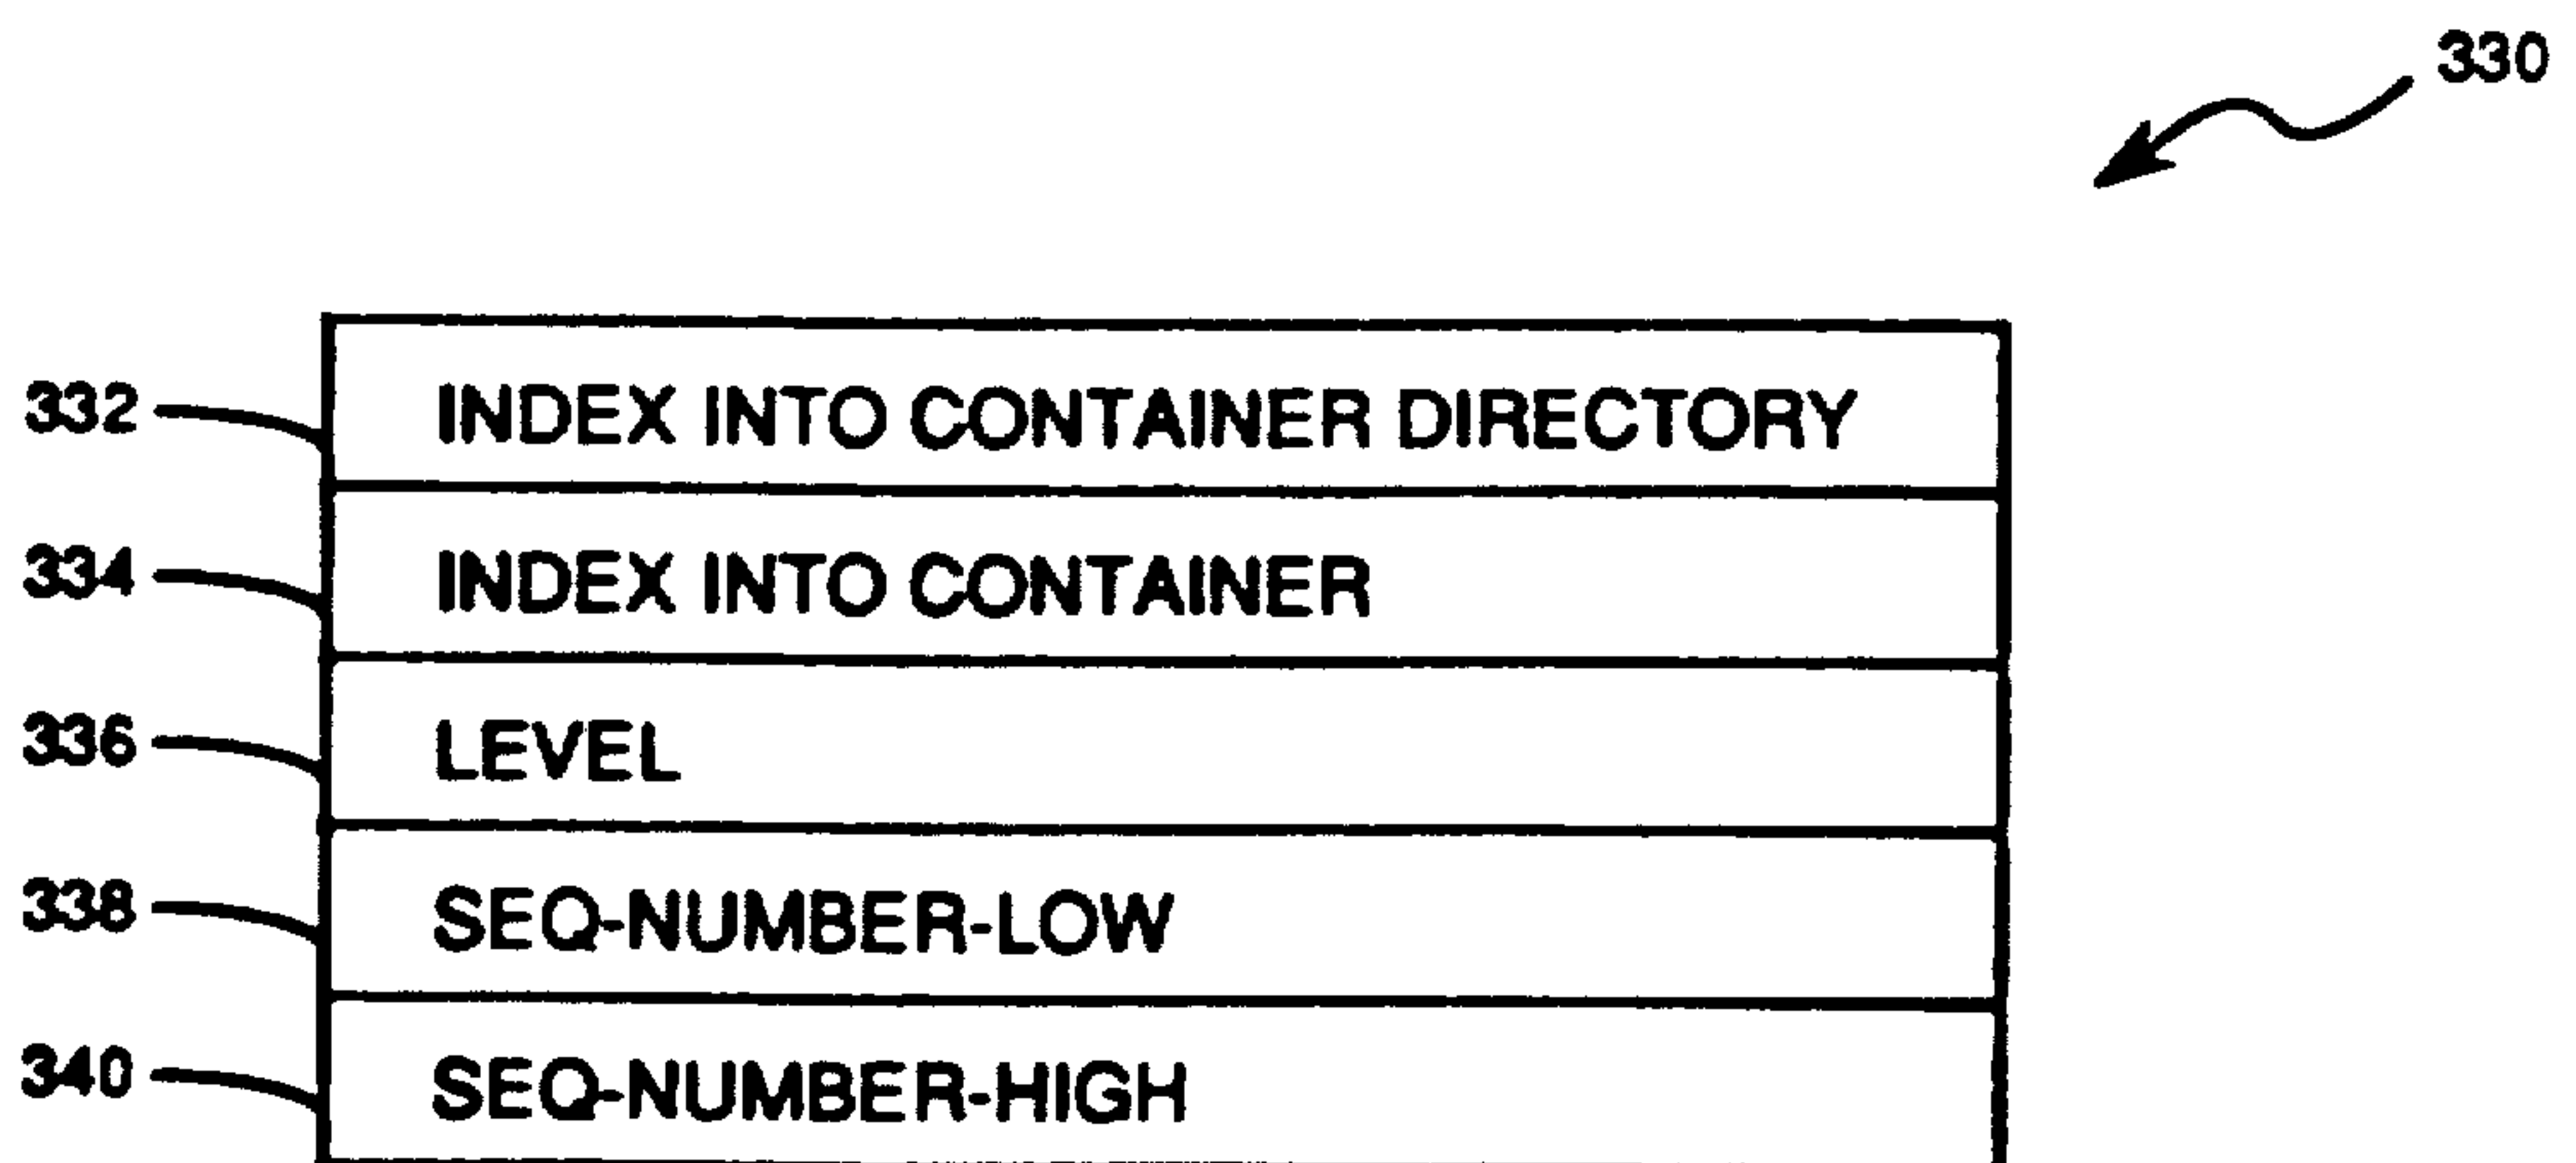 330
332 INDEX INTO CONTAINER DIRECTORY
334 INDEX INTO CONTAINER
336 LEVEL
338 SEQ-NUMBER-LOW
340 SEQ-NUMBER-HIGH